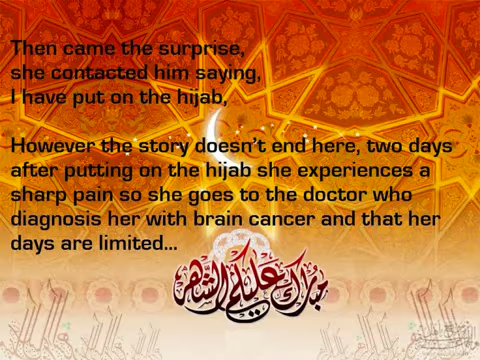 Then came the surprise,
she contacted him saying,
I have put on the hijab,
However the story doesn't end here, two days
after putting on the hijab she experiences a
sharp pain so she goes to the doctor who
diagnosis her with brain cancer and that her
days are limited...
مبارك عليكم الشهر